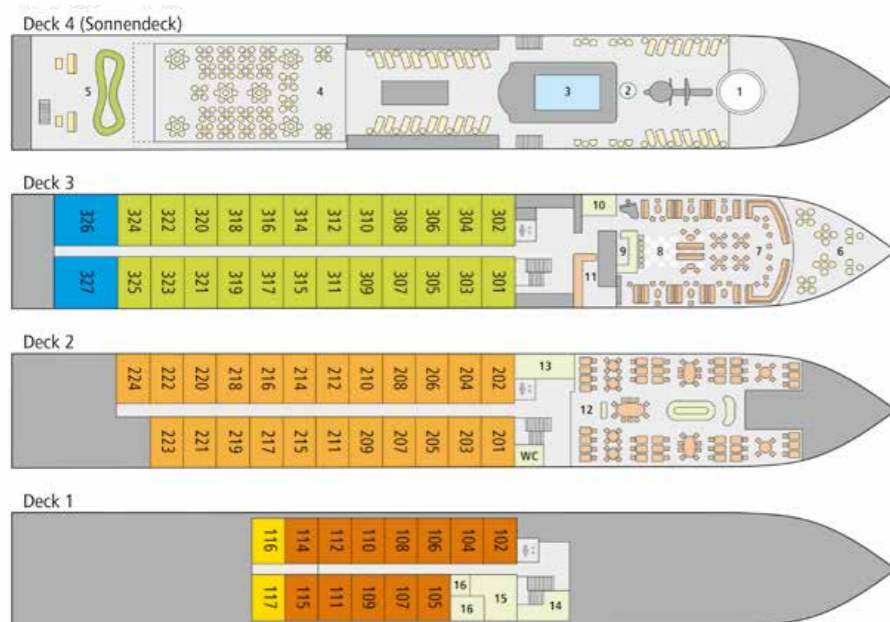 Deck 4 (Sonnendeck)
5 4 3 2 1
Deck 3
326 324 322 320 318 316 314 312 310 308 306 304 302 10
9 8 7 6
327 325 323 321 319 317 315 311 309 307 305 303 301 11
Deck 2
224 222 220 218 216 214 212 210 208 206 204 202 13
12
223 221 219 217 215 211 209 207 205 203 201 WC
Deck 1
116 114 112 110 108 106 104 102
117 115 111 109 107 105 16 16 15 14